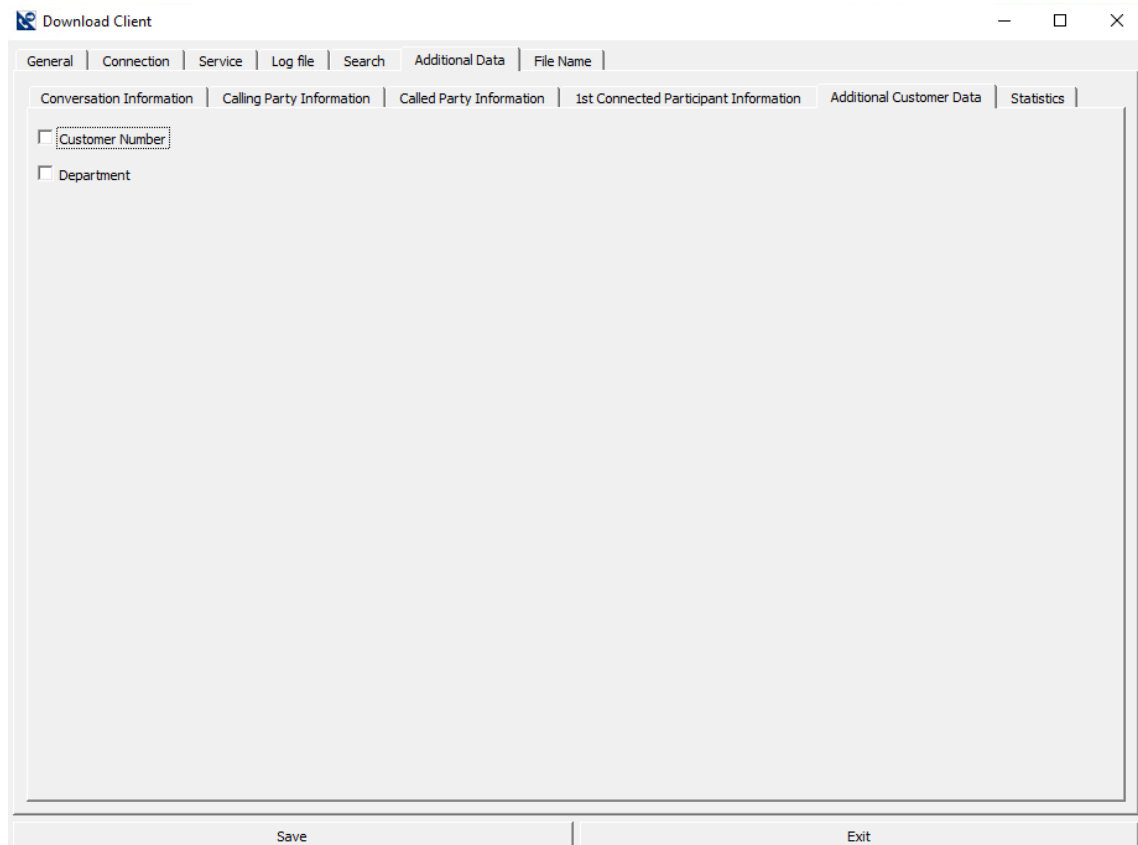 Download Client
General Connection Service Log file Search Additional Data File Name
Conversation Information Calling Party Information Called Party Information 1st Connected Participant Information Additional Customer Data Statistics
Customer Number
Department
Save Exit